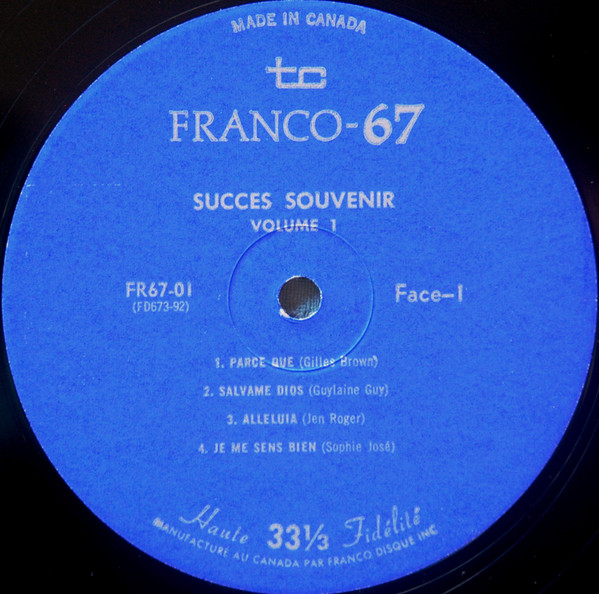 MADE IN CANADA
tc
FRANCO-67
SUCCES SOUVENIR
VOLUME 1
FR67-01
(FD673-92)
Face-1
1. PARCE QUE (Gilles Brown)
2. SALVAME DIOS (Guylaine Guy)
3. ALLELUIA (Jen Roger)
4. JE ME SENS BIEN (Sophie José)
Haute 33⅓ Fidélité
MANUFACTURÉ AU CANADA PAR FRANCO DISQUE INC